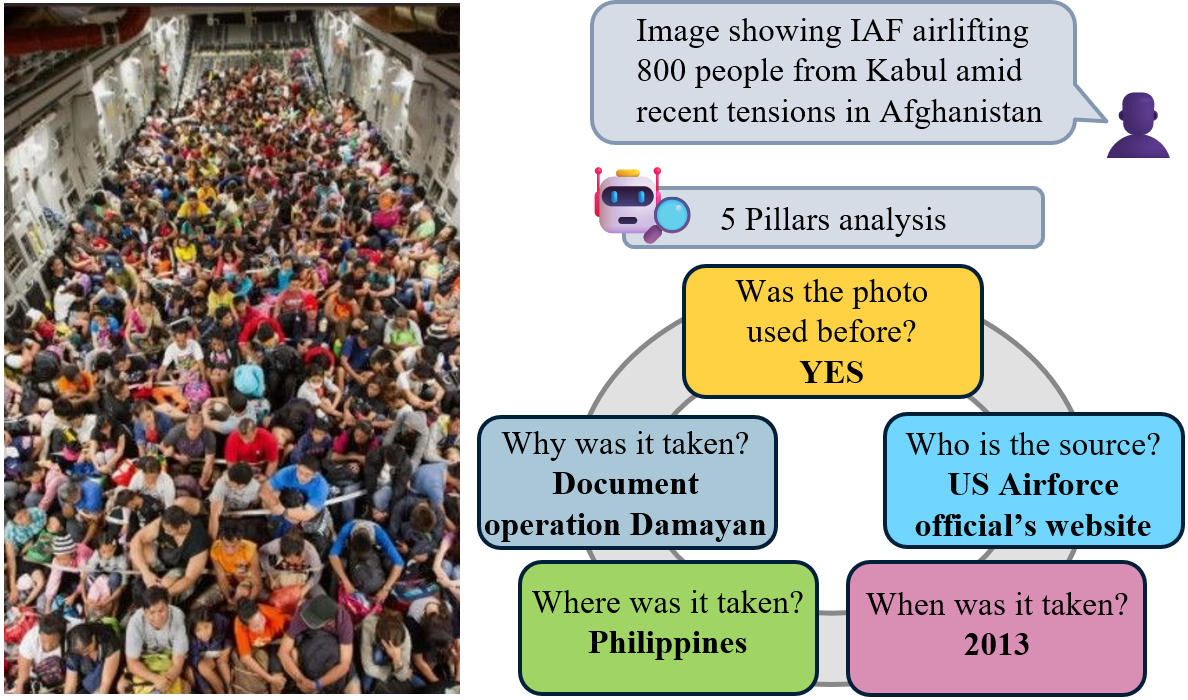 Image showing IAF airlifting
800 people from Kabul amid
recent tensions in Afghanistan
5 Pillars analysis
Was the photo
used before?
YES
Why was it taken?
Document
operation Damayan
Who is the source?
US Airforce
official's website
Where was it taken?
Philippines
When was it taken?
2013